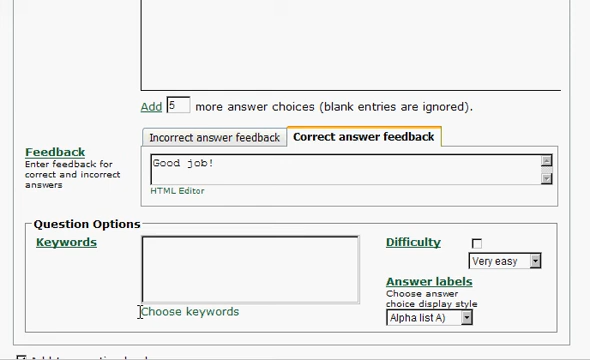 Add 5 more answer choices (blank entries are ignored).
Incorrect answer feedback Correct answer feedback
Feedback
Enter feedback for
correct and incorrect
answers
Good job!
HTML Editor
Question Options
Keywords
Choose keywords
Difficulty
Very easy
Answer labels
Choose answer
choice display style
Alpha list A)